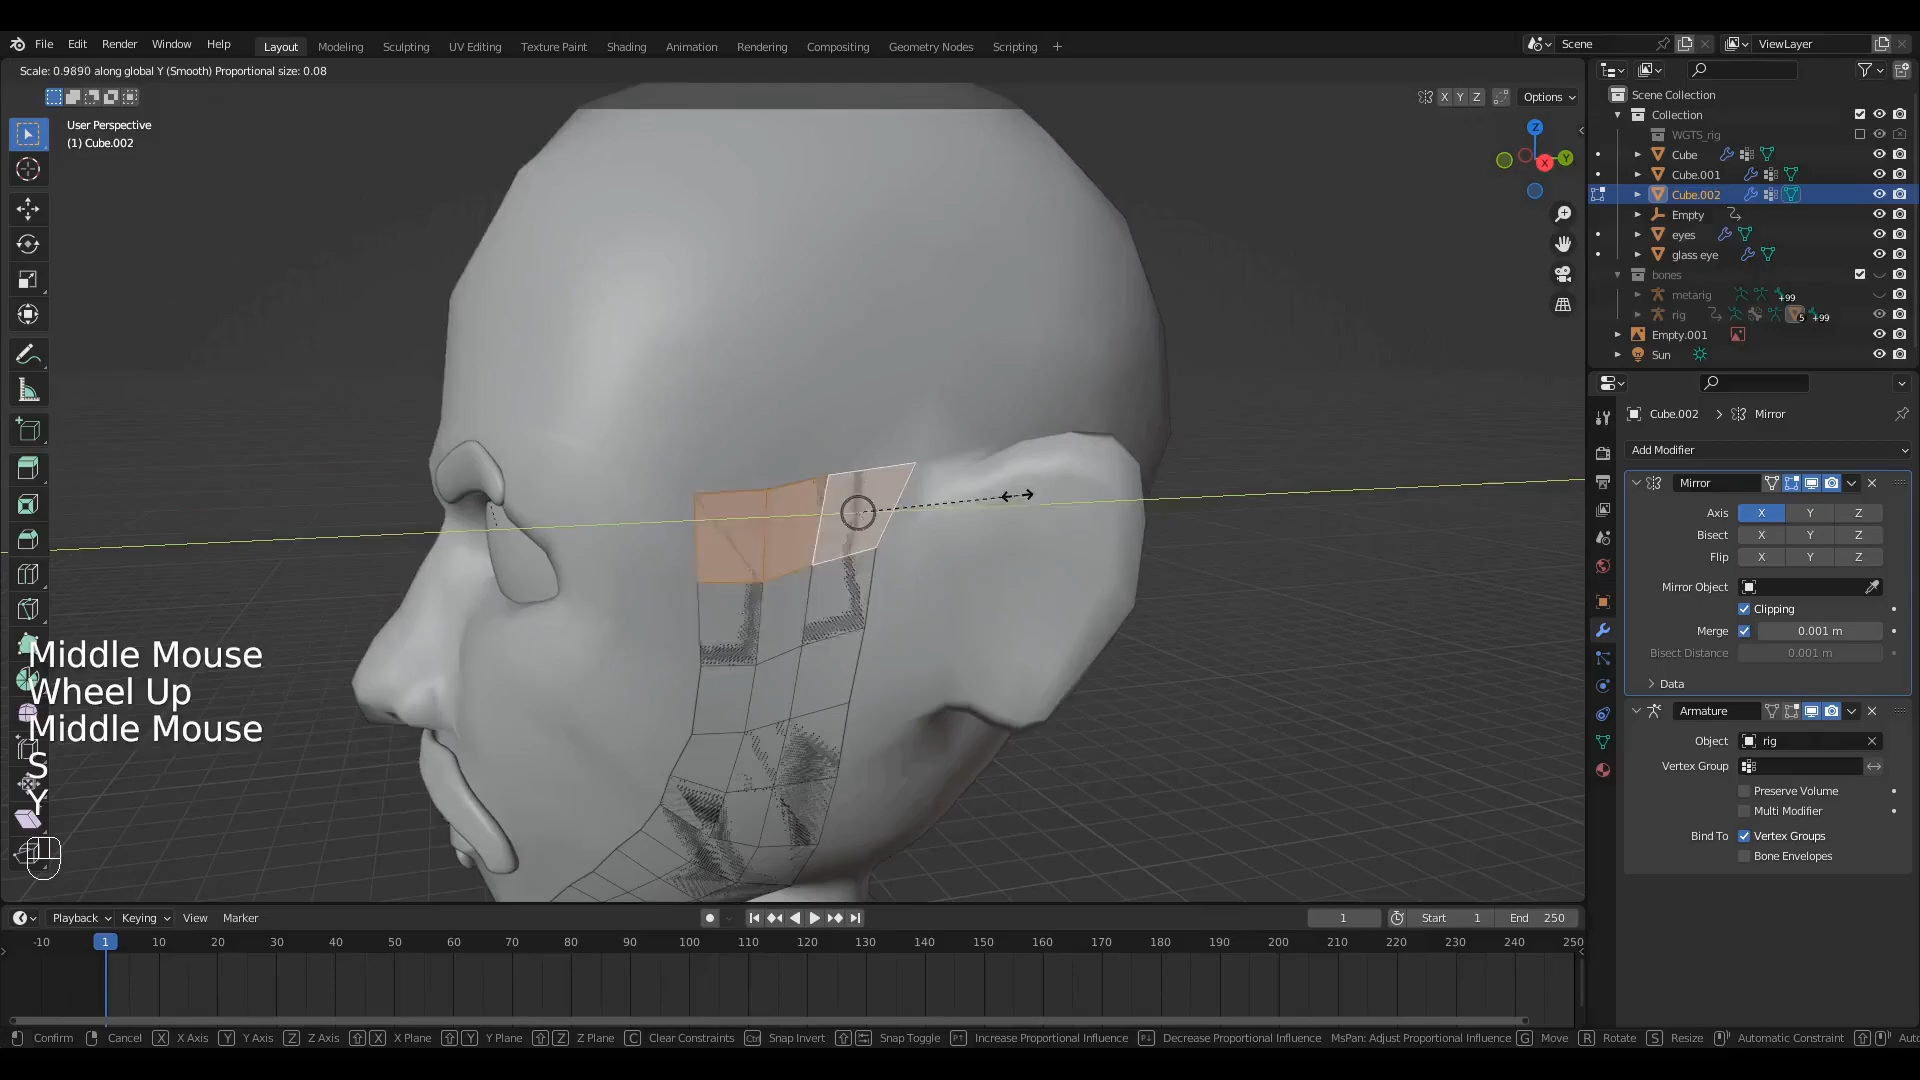 File Edit Render Window Help Layout Modeling Sculpting UV Editing Texture Paint Shading Animation Rendering Compositing Geometry Nodes Scripting + Scene ViewLayer
Scale: 0.9890 along global Y (Smooth) Proportional size: 0.08
X Y Z Options
User Perspective
(1) Cube.002
Z
Y
X
Scene Collection
Collection
WGTS_rig
Cube
Cube.001
Cube.002
Empty
eyes
glass eye
bones
metarig +99
rig 5 +99
Empty.001
Sun
Cube.002 > Mirror
Add Modifier
Mirror
Axis X Y Z
Bisect X Y Z
Flip X Y Z
Mirror Object
Clipping
Merge 0.001 m
Bisect Distance 0.001 m
Data
Armature
Object rig
Vertex Group
Preserve Volume
Multi Modifier
Bind To Vertex Groups
Bone Envelopes
Middle Mouse
Wheel Up
Middle Mouse
S
Y
Playback Keying View Marker 1 Start 1 End 250
-10 1 10 20 30 40 50 60 70 80 90 100 110 120 130 140 150 160 170 180 190 200 210 220 230 240 250
Confirm Cancel X X Axis Y Y Axis Z Z Axis X X Plane Y Y Plane Z Z Plane C Clear Constraints Ctrl Snap Invert Snap Toggle Increase Proportional Influence Decrease Proportional Influence MsPan: Adjust Proportional Influence G Move R Rotate S Resize Automatic Constraint